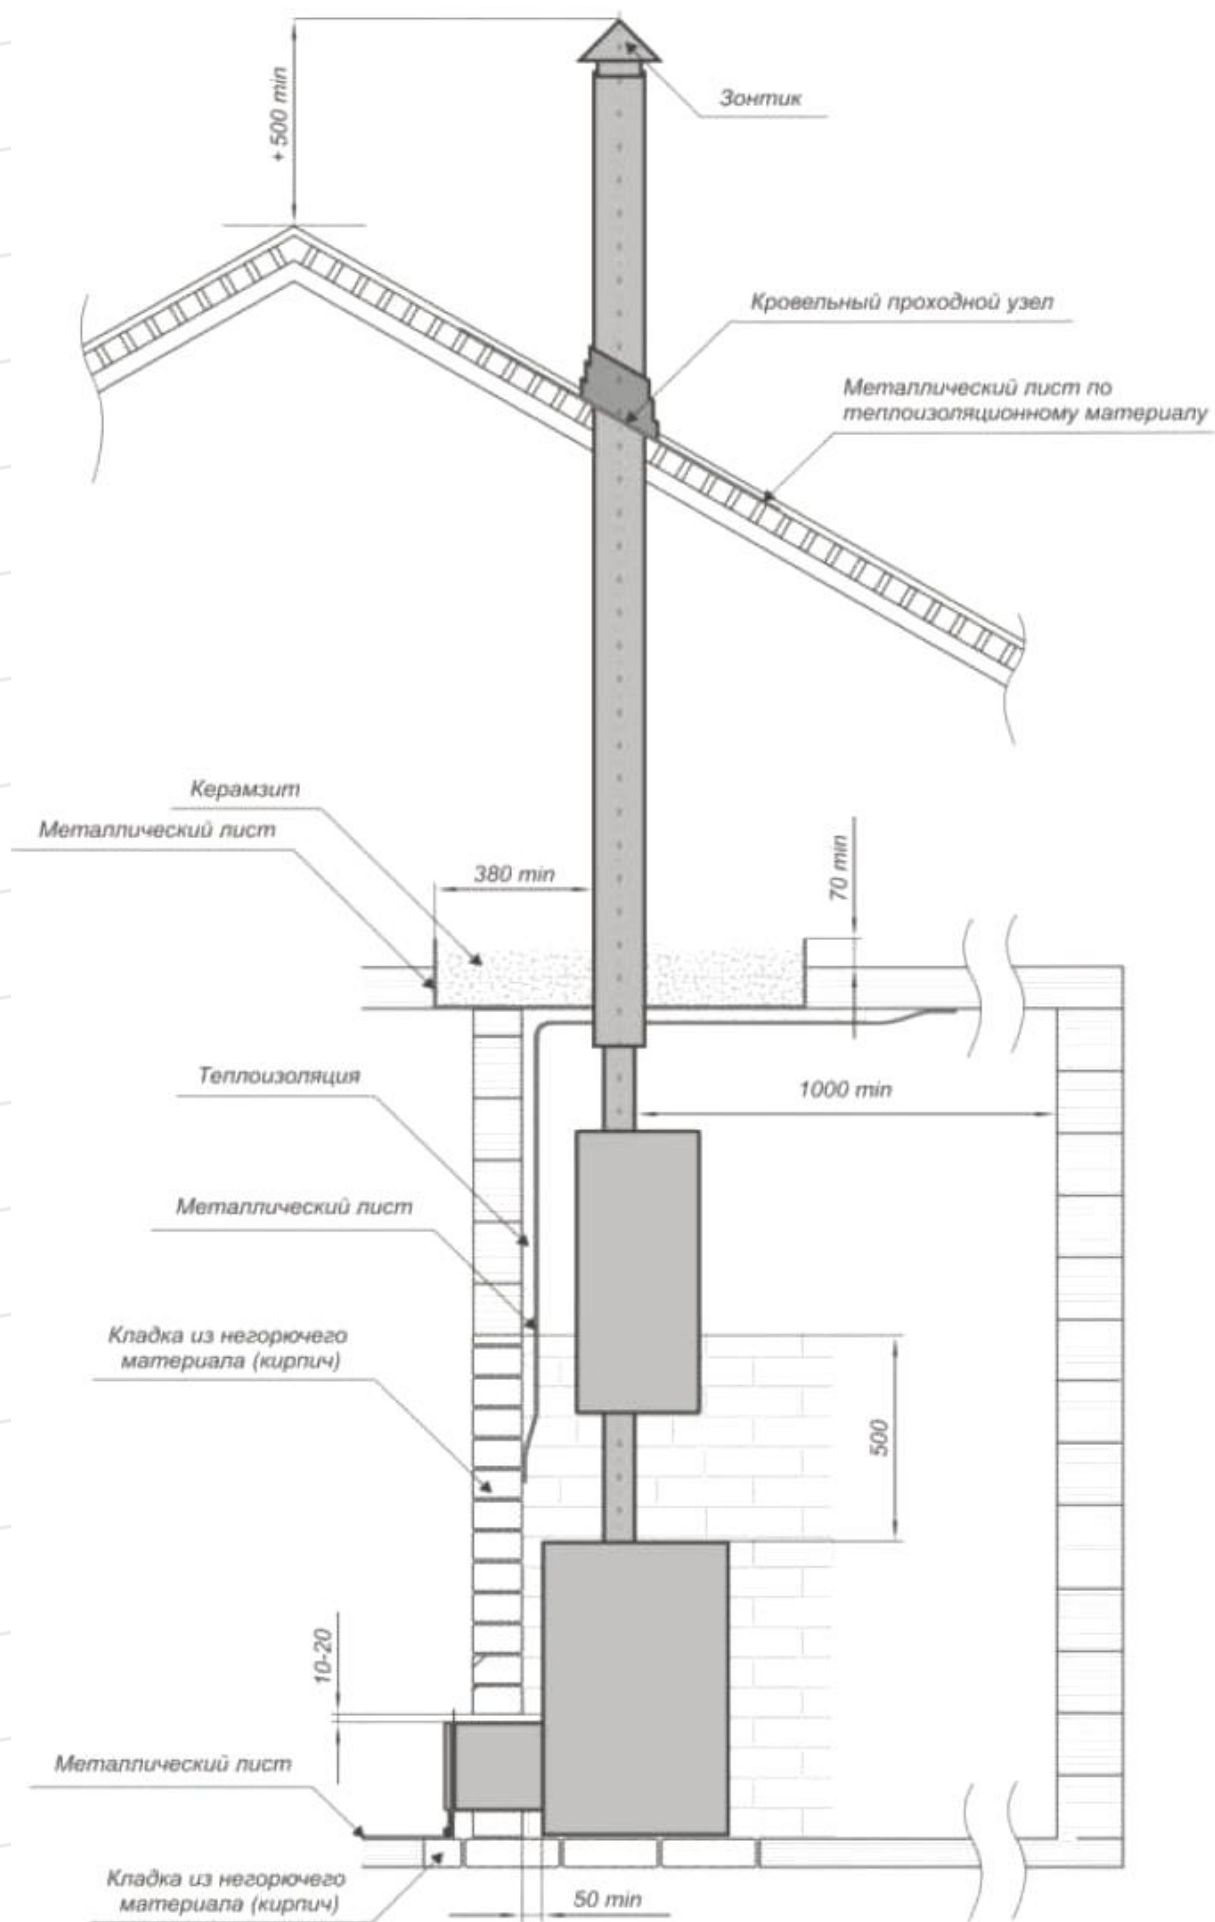 + 500 min
Зонтик
Кровельный проходной узел
Металлический лист по
теплоизоляционному материалу
Керамзит
Металлический лист
380 min
70 min
Теплоизоляция
1000 min
Металлический лист
Кладка из негорючего
материала (кирпич)
500
10-20
Металлический лист
Кладка из негорючего
материала (кирпич)
50 min